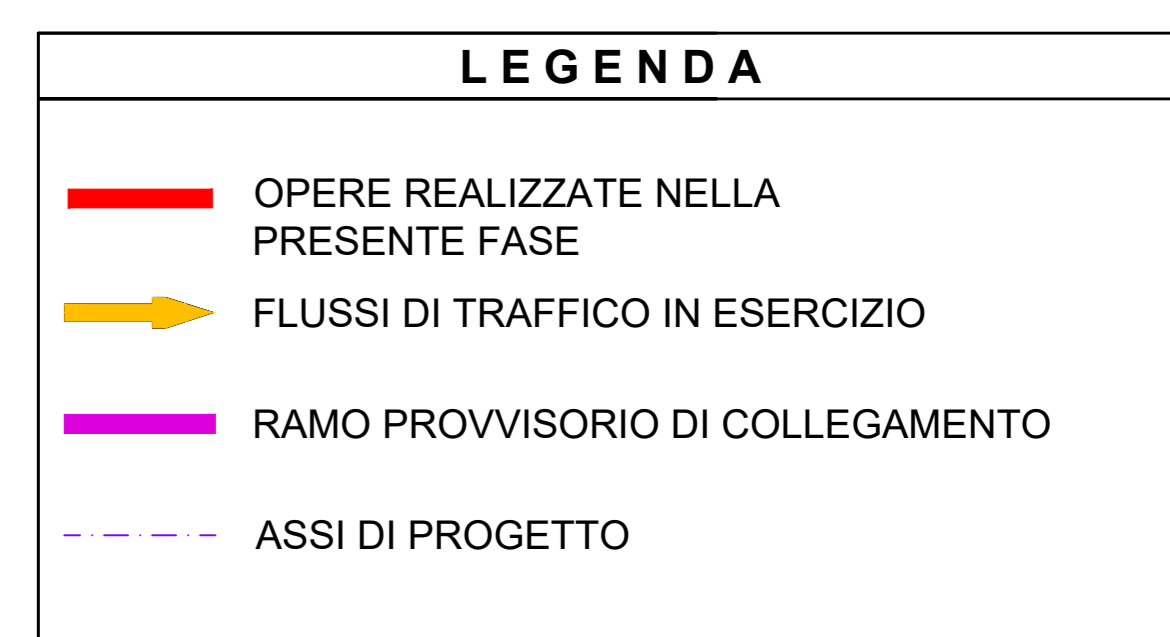 LEGENDA
OPERE REALIZZATE NELLA
PRESENTE FASE
FLUSSI DI TRAFFICO IN ESERCIZIO
RAMO PROVVISORIO DI COLLEGAMENTO
ASSI DI PROGETTO